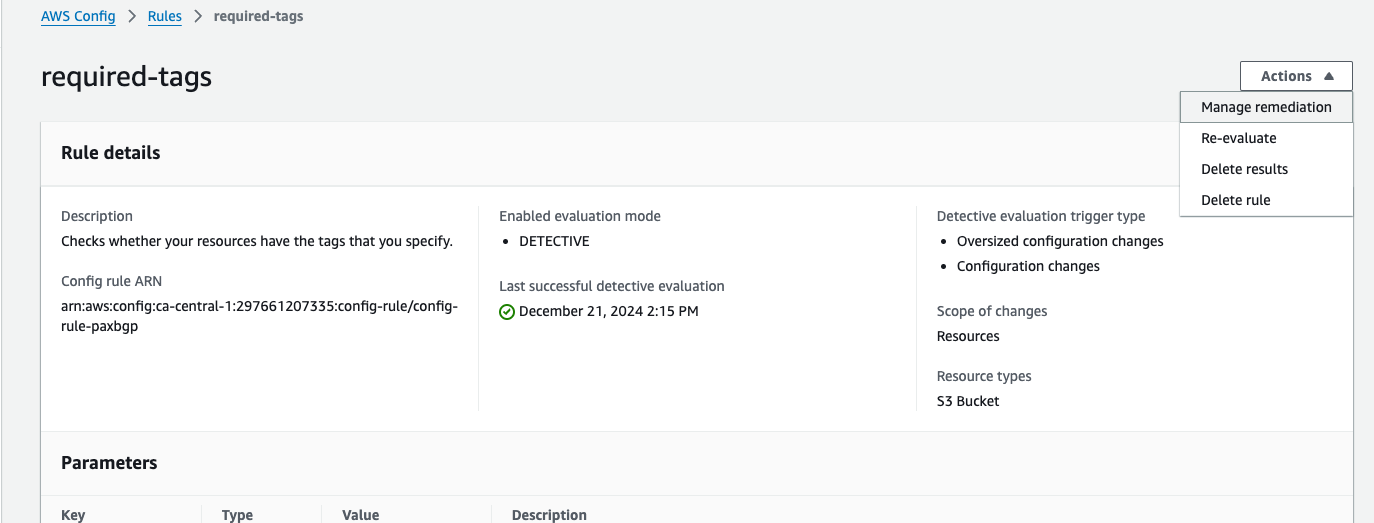 AWS Config > Rules > required-tags
required-tags
Actions
Manage remediation
Re-evaluate
Delete results
Delete rule
Rule details
Description
Checks whether your resources have the tags that you specify.
Config rule ARN
arn:aws:config:ca-central-1:297661207335:config-rule/config-
rule-paxbgp
Enabled evaluation mode
• DETECTIVE
Last successful detective evaluation
December 21, 2024 2:15 PM
Detective evaluation trigger type
• Oversized configuration changes
• Configuration changes
Scope of changes
Resources
Resource types
S3 Bucket
Parameters
Key Type Value Description